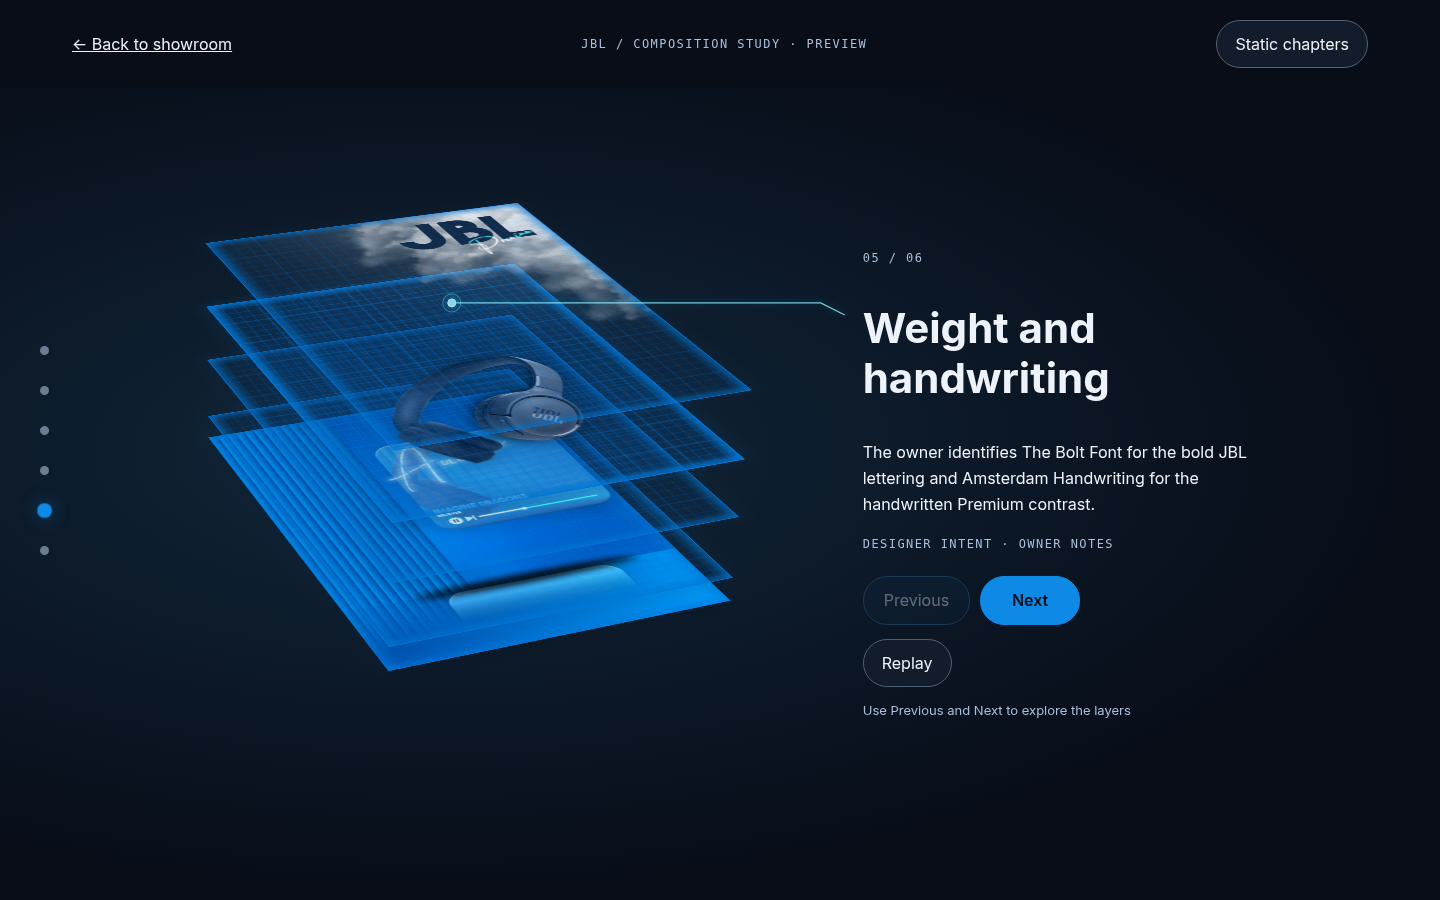 ← Back to showroom
JBL / COMPOSITION STUDY · PREVIEW
Static chapters
JBL
JBL
05 / 06
Weight and
handwriting
The owner identifies The Bolt Font for the bold JBL
lettering and Amsterdam Handwriting for the
handwritten Premium contrast.
DESIGNER INTENT · OWNER NOTES
Previous
Next
Replay
Use Previous and Next to explore the layers